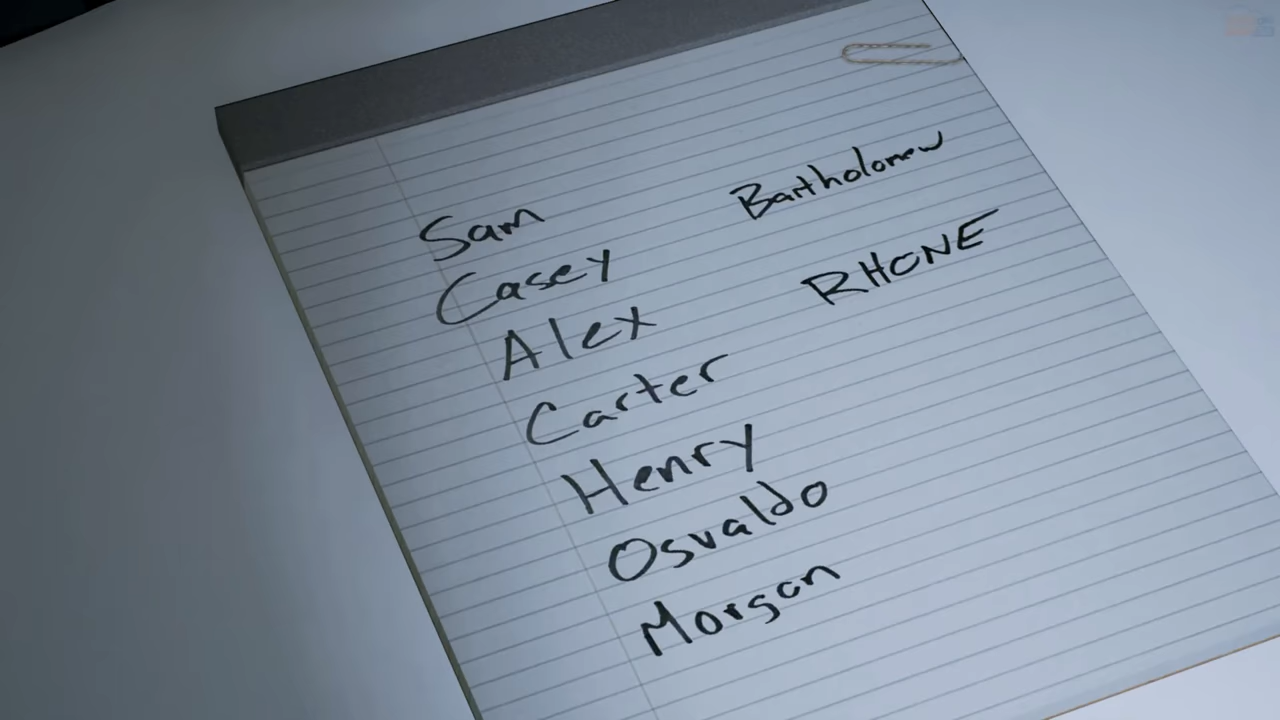 Sam
Casey
Alex
Carter
Henry
Osvaldo
Morgan
Bartholomew
RHONE